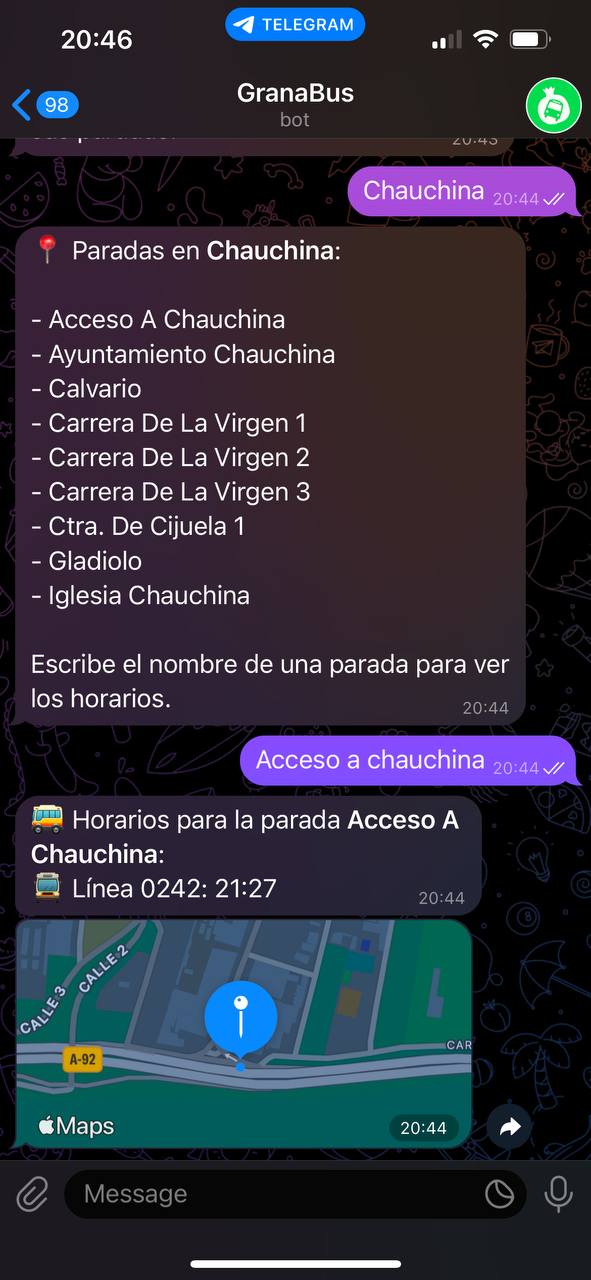 20:46
TELEGRAM
98
GranaBus
bot
20:43
Chauchina 20:44
📍 Paradas en Chauchina:
- Acceso A Chauchina
- Ayuntamiento Chauchina
- Calvario
- Carrera De La Virgen 1
- Carrera De La Virgen 2
- Carrera De La Virgen 3
- Ctra. De Cijuela 1
- Gladiolo
- Iglesia Chauchina
Escribe el nombre de una parada para ver
los horarios.
20:44
Acceso a chauchina 20:44
🚌 Horarios para la parada Acceso A
Chauchina:
🚍 Línea 0242: 21:27
20:44
CALLE 3
CALLE 2
A-92
CAR
Maps
20:44
Message